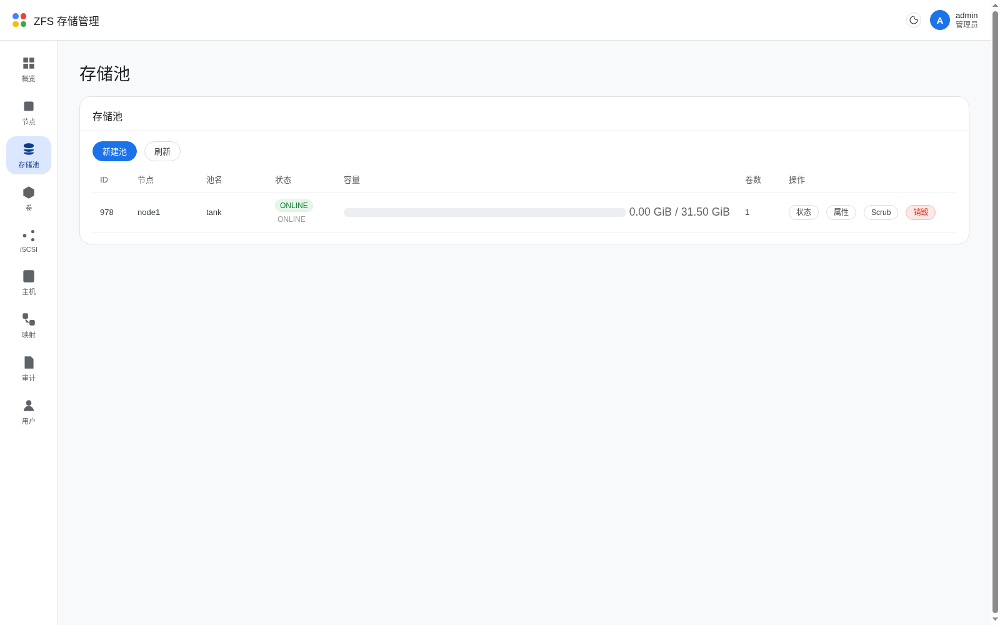 ZFS 存储管理
A
admin
管理员
概览
节点
存储池
卷
iSCSI
主机
映射
审计
用户
存储池
存储池
新建池 刷新
ID 节点 池名 状态 容量 卷数 操作
978 node1 tank ONLINE 0.00 GiB / 31.50 GiB 1 状态 属性 Scrub 销毁
ONLINE